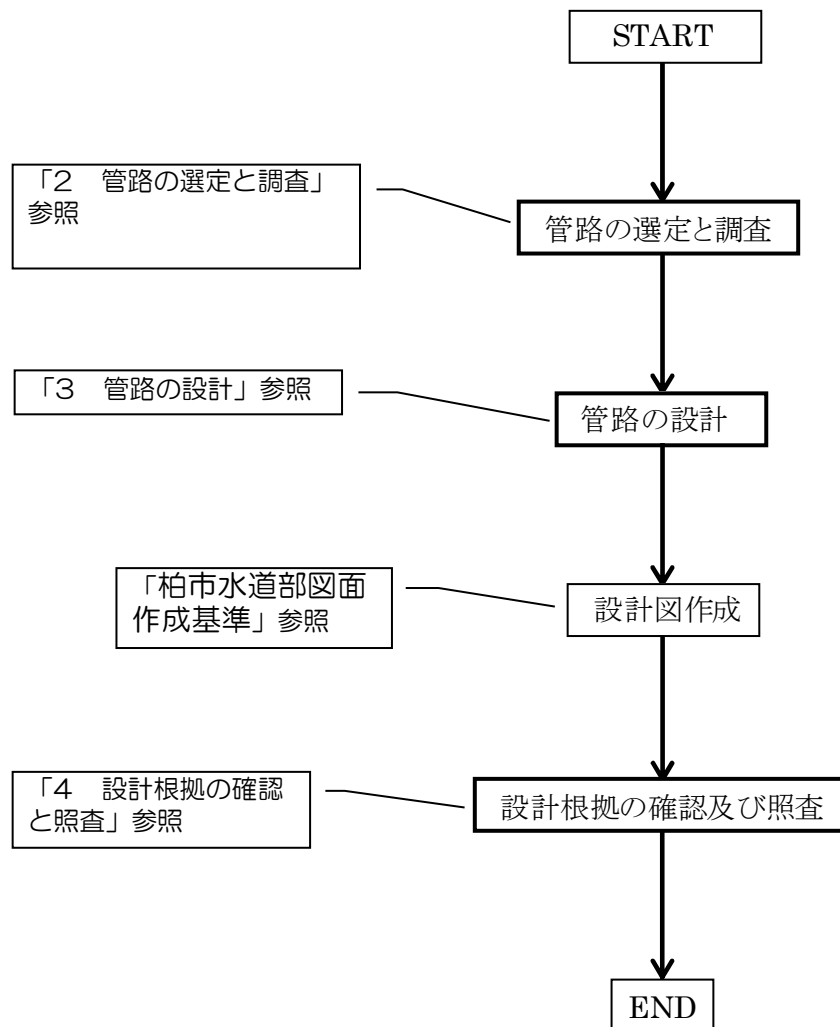 START
「2　管路の選定と調査」
参照
管路の選定と調査
「3　管路の設計」参照
管路の設計
「柏市水道部図面
作成基準」参照
設計図作成
「4　設計根拠の確認
と照査」参照
設計根拠の確認及び照査
END